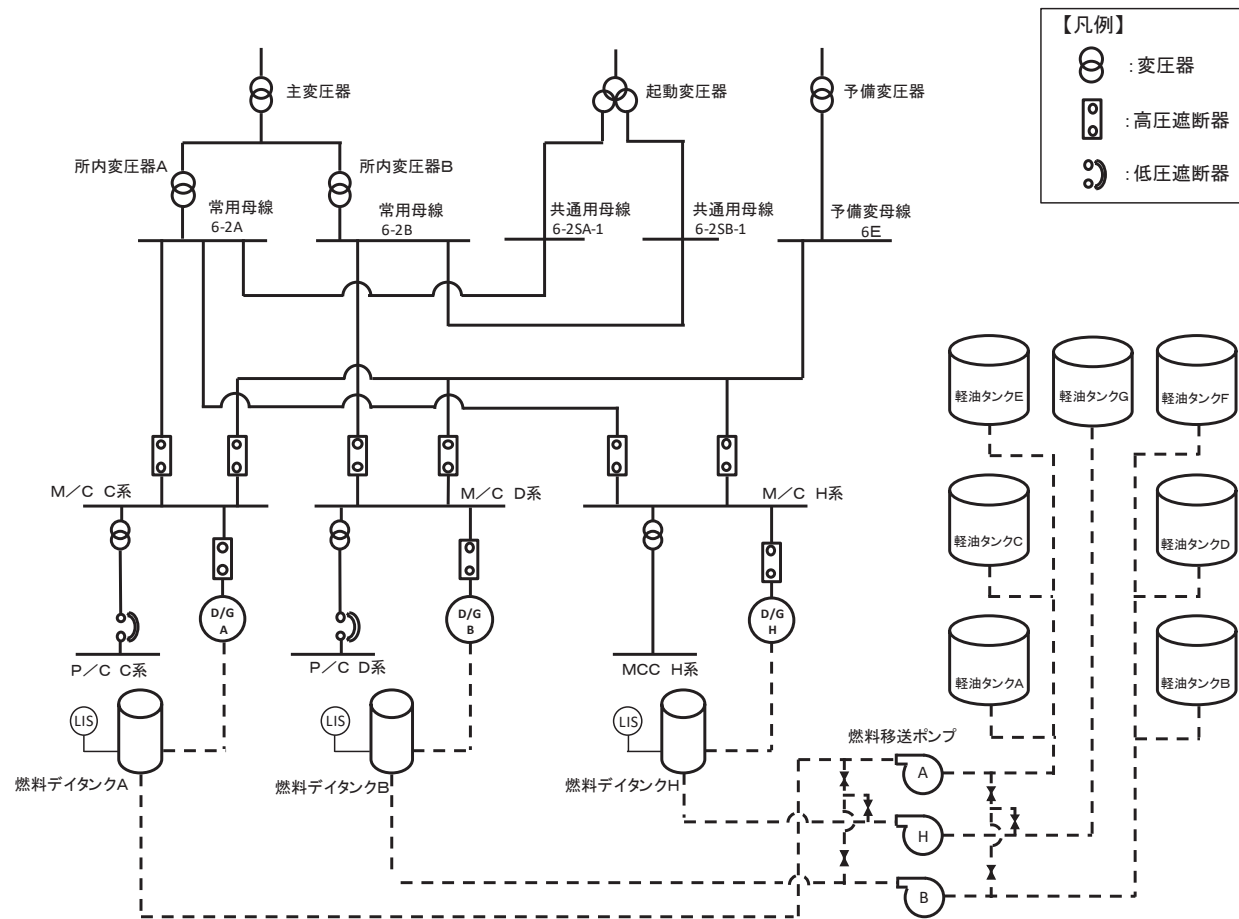 【凡例】
：変圧器
：高圧遮断器
：低圧遮断器
主変圧器
起動変圧器
予備変圧器
所内変圧器A
所内変圧器B
常用母線
6-2A
常用母線
6-2B
共通用母線
6-2SA-1
共通用母線
6-2SB-1
予備変母線
6E
軽油タンクE
軽油タンクG
軽油タンクF
軽油タンクC
軽油タンクD
軽油タンクA
軽油タンクB
M／C C系
M／C D系
M／C H系
D/G
A
D/G
B
D/G
H
P／C C系
P／C D系
MCC H系
LIS
LIS
LIS
燃料デイタンクA
燃料デイタンクB
燃料デイタンクH
燃料移送ポンプ
A
H
B